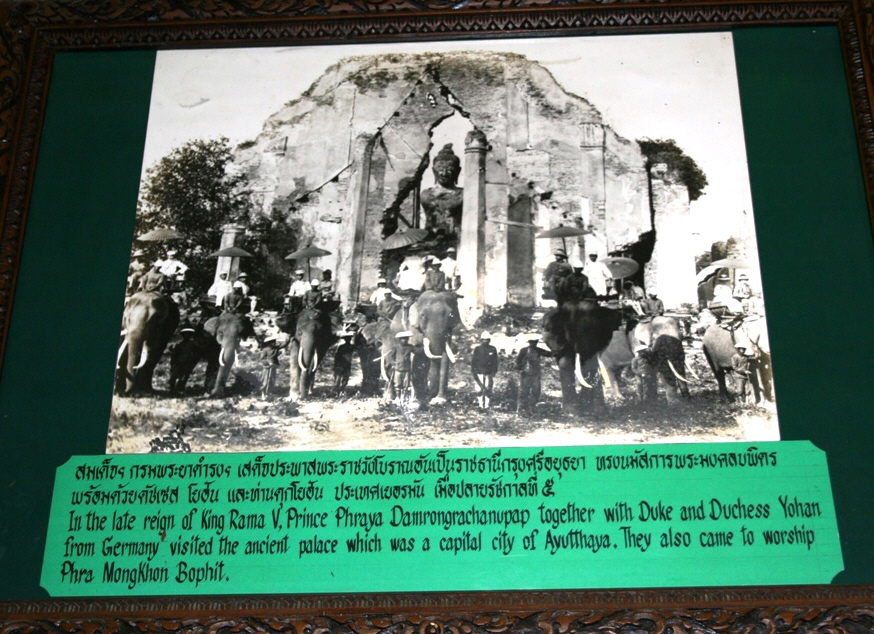 สมเด็จฯ กรมพระยาดำรงฯ เสด็จประพาสพระราชวังโบราณอันเป็นราชธานีกรุงศรีอยุธยา ทรงนมัสการพระมงคลบพิตร
พร้อมด้วยดัชเชส โยฮัน และท่านดุกโยฮัน ประเทศเยอรมัน เมื่อปลายรัชกาลที่ ๕
In the late reign of King Rama V, Prince Phraya Damrongrachanupap together with Duke and Duchess Yohan
from Germany visited the ancient palace which was a capital city of Ayutthaya. They also came to worship
Phra MongKhon Bophit.